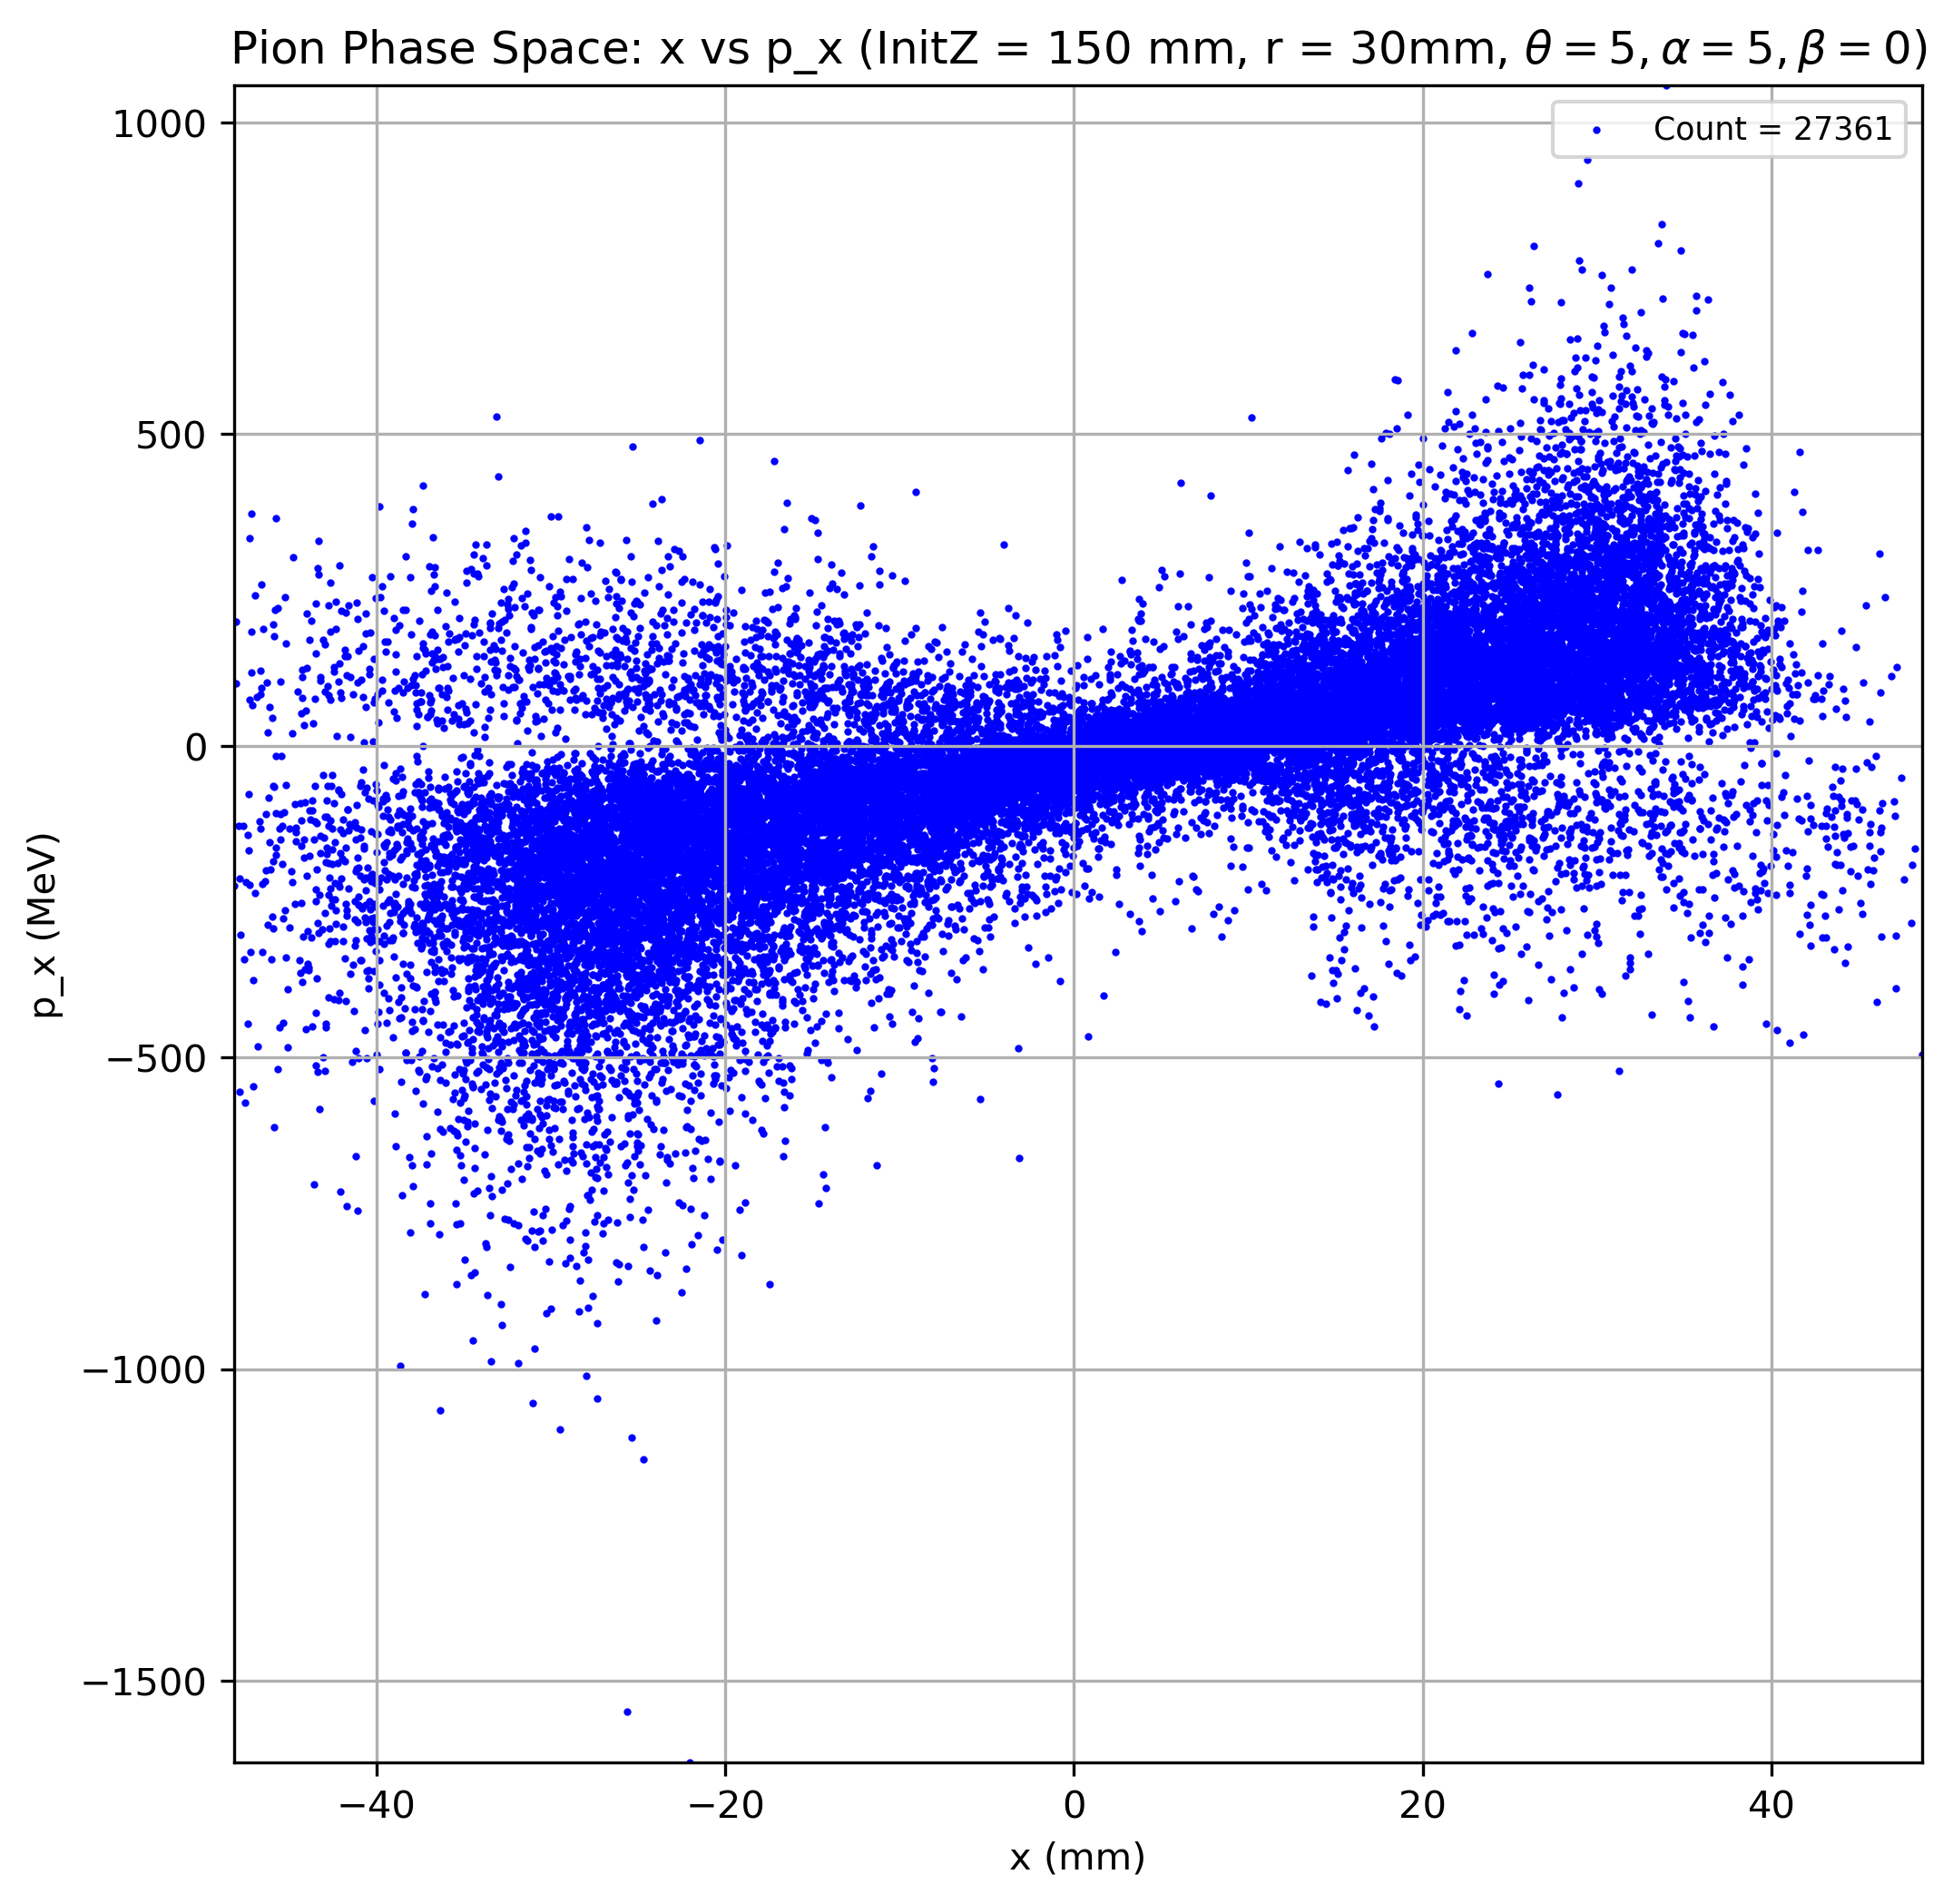 Pion Phase Space: x vs p_x (InitZ = 150 mm, r = 30mm, θ = 5, α = 5, β = 0)
Count = 27361
1000
500
0
−500
−1000
−1500
p_x (MeV)
−40 −20 0 20 40
x (mm)